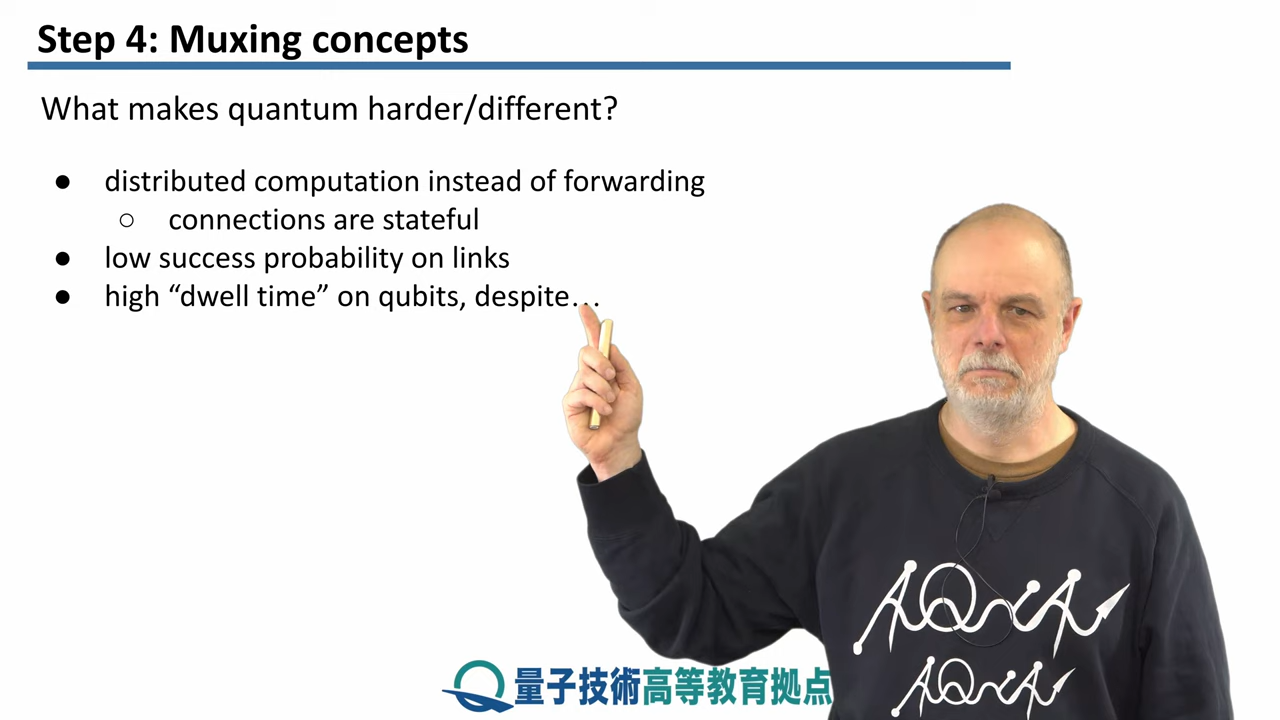 Step 4: Muxing concepts
What makes quantum harder/different?
● distributed computation instead of forwarding
○ connections are stateful
● low success probability on links
● high “dwell time” on qubits, despite…
AQUA
AQUA
量子技術高等教育拠点